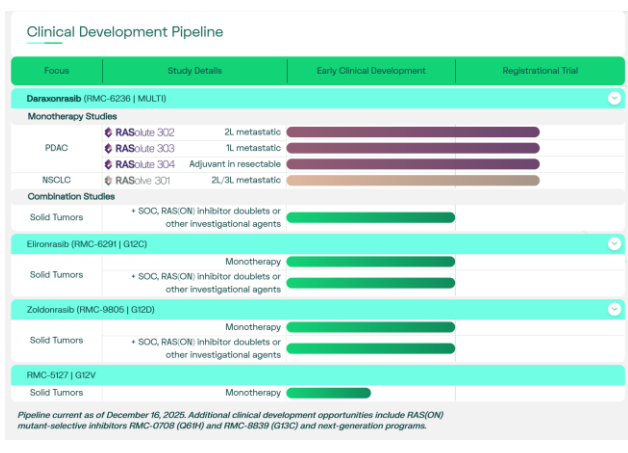 Clinical Development Pipeline
Focus Study Details Early Clinical Development Registrational Trial
Daraxonrasib (RMC-6236 | MULTI)
Monotherapy Studies
PDAC
RASolute 302 2L metastatic
RASolute 303 1L metastatic
RASolute 304 Adjuvant in resectable
NSCLC RASolve 301 2L/3L metastatic
Combination Studies
Solid Tumors
+ SOC, RAS(ON) inhibitor doublets or
other investigational agents
Elironrasib (RMC-6291 | G12C)
Solid Tumors
Monotherapy
+ SOC, RAS(ON) inhibitor doublets or
other investigational agents
Zoldonrasib (RMC-9805 | G12D)
Solid Tumors
Monotherapy
+ SOC, RAS(ON) inhibitor doublets or
other investigational agents
RMC-5127 | G12V
Solid Tumors Monotherapy
Pipeline current as of December 16, 2025. Additional clinical development opportunities include RAS(ON)
mutant-selective inhibitors RMC-0708 (Q61H) and RMC-8839 (G13C) and next-generation programs.